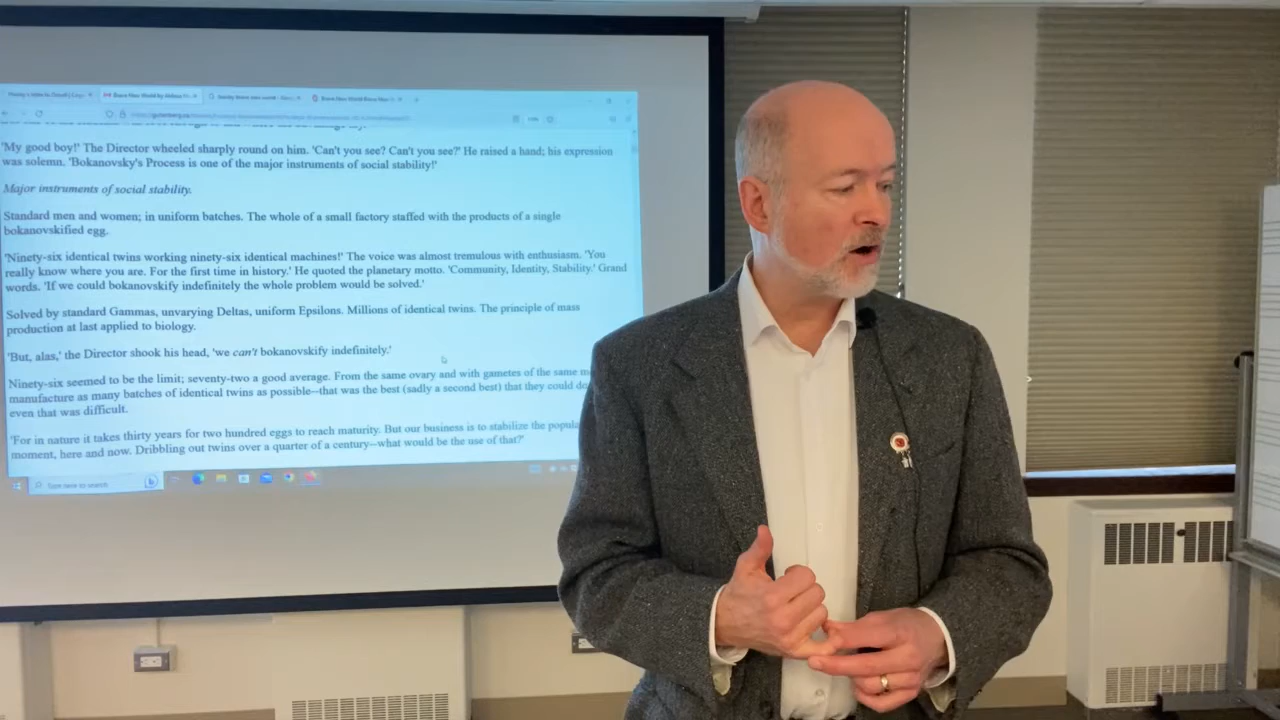 Brave New World by Aldous
'My good boy!' The Director wheeled sharply round on him. 'Can't you see? Can't you see?' He raised a hand; his expression
was solemn. 'Bokanovsky's Process is one of the major instruments of social stability!'
Major instruments of social stability.
Standard men and women; in uniform batches. The whole of a small factory staffed with the products of a single
bokanovskified egg.
'Ninety-six identical twins working ninety-six identical machines!' The voice was almost tremulous with enthusiasm. 'You
really know where you are. For the first time in history.' He quoted the planetary motto. 'Community, Identity, Stability.' Grand
words. 'If we could bokanovskify indefinitely the whole problem would be solved.'
Solved by standard Gammas, unvarying Deltas, uniform Epsilons. Millions of identical twins. The principle of mass
production at last applied to biology.
'But, alas,' the Director shook his head, 'we can't bokanovskify indefinitely.'
Ninety-six seemed to be the limit; seventy-two a good average. From the same ovary and with gametes of the same
manufacture as many batches of identical twins as possible--that was the best (sadly a second best) that they could do
even that was difficult.
'For in nature it takes thirty years for two hundred eggs to reach maturity. But our business is to stabilize the popula
moment, here and now. Dribbling out twins over a quarter of a century--what would be the use of that?'
Type here to search